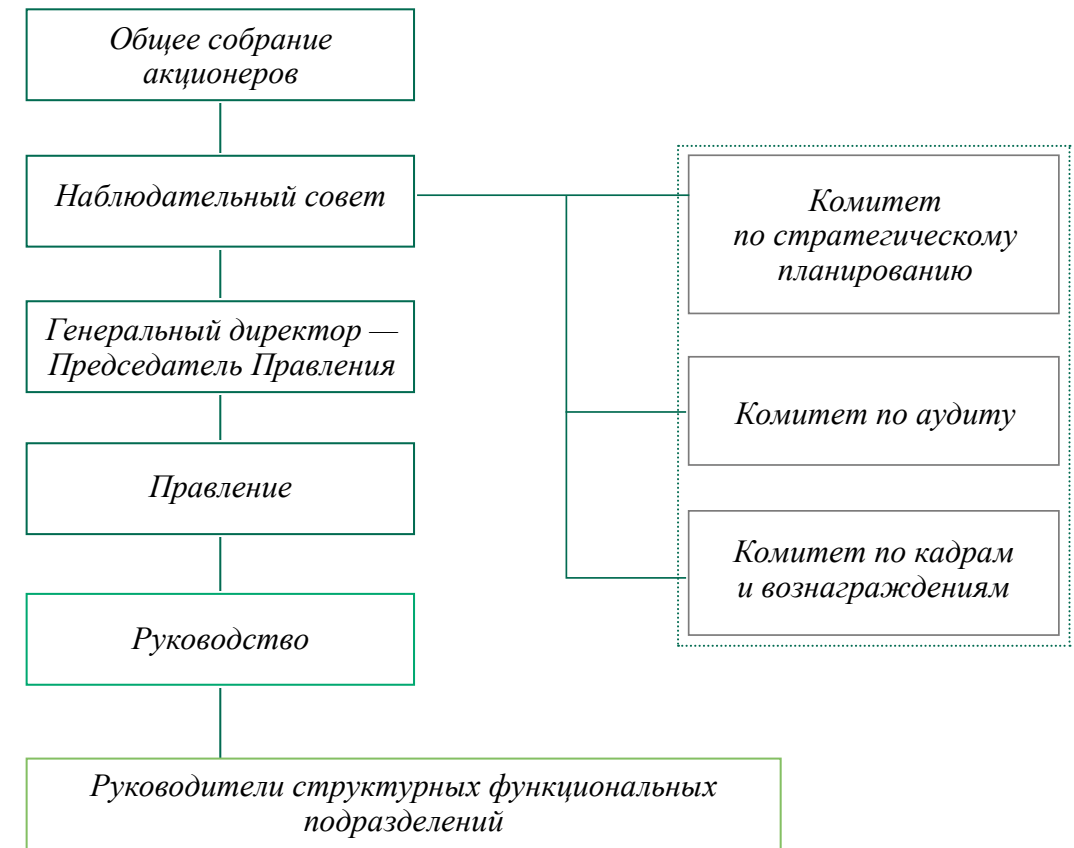 Общее собрание
акционеров
Наблюдательный совет
Комитет
по стратегическому
планированию
Генеральный директор —
Председатель Правления
Комитет по аудиту
Правление
Комитет по кадрам
и вознаграждениям
Руководство
Руководители структурных функциональных
подразделений